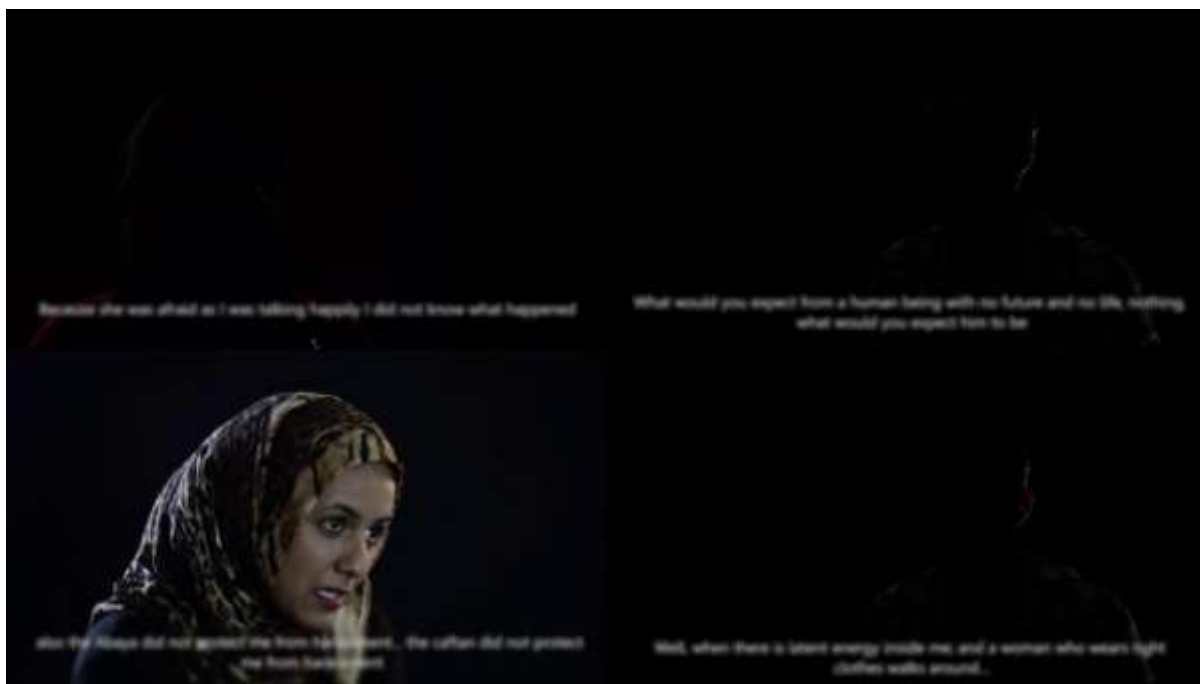 Because she was afraid as I was talking happily I did not know what happened
What would you expect from a human being with no future and no life, nothing,
what would you expect him to be
also the Abaya did not protect me from harassment... the caftan did not protect
me from harassment
Well, when there is latent energy inside me, and a woman who wears tight
clothes walks around...